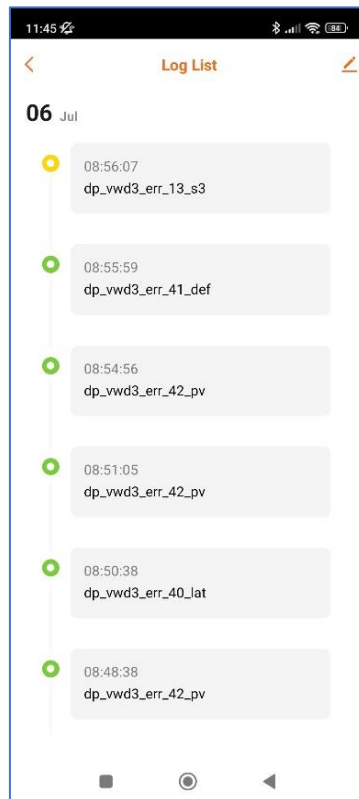 11:45
84
Log List
06 Jul
08:56:07
dp_vwd3_err_13_s3
08:55:59
dp_vwd3_err_41_def
08:54:56
dp_vwd3_err_42_pv
08:51:05
dp_vwd3_err_42_pv
08:50:38
dp_vwd3_err_40_lat
08:48:38
dp_vwd3_err_42_pv